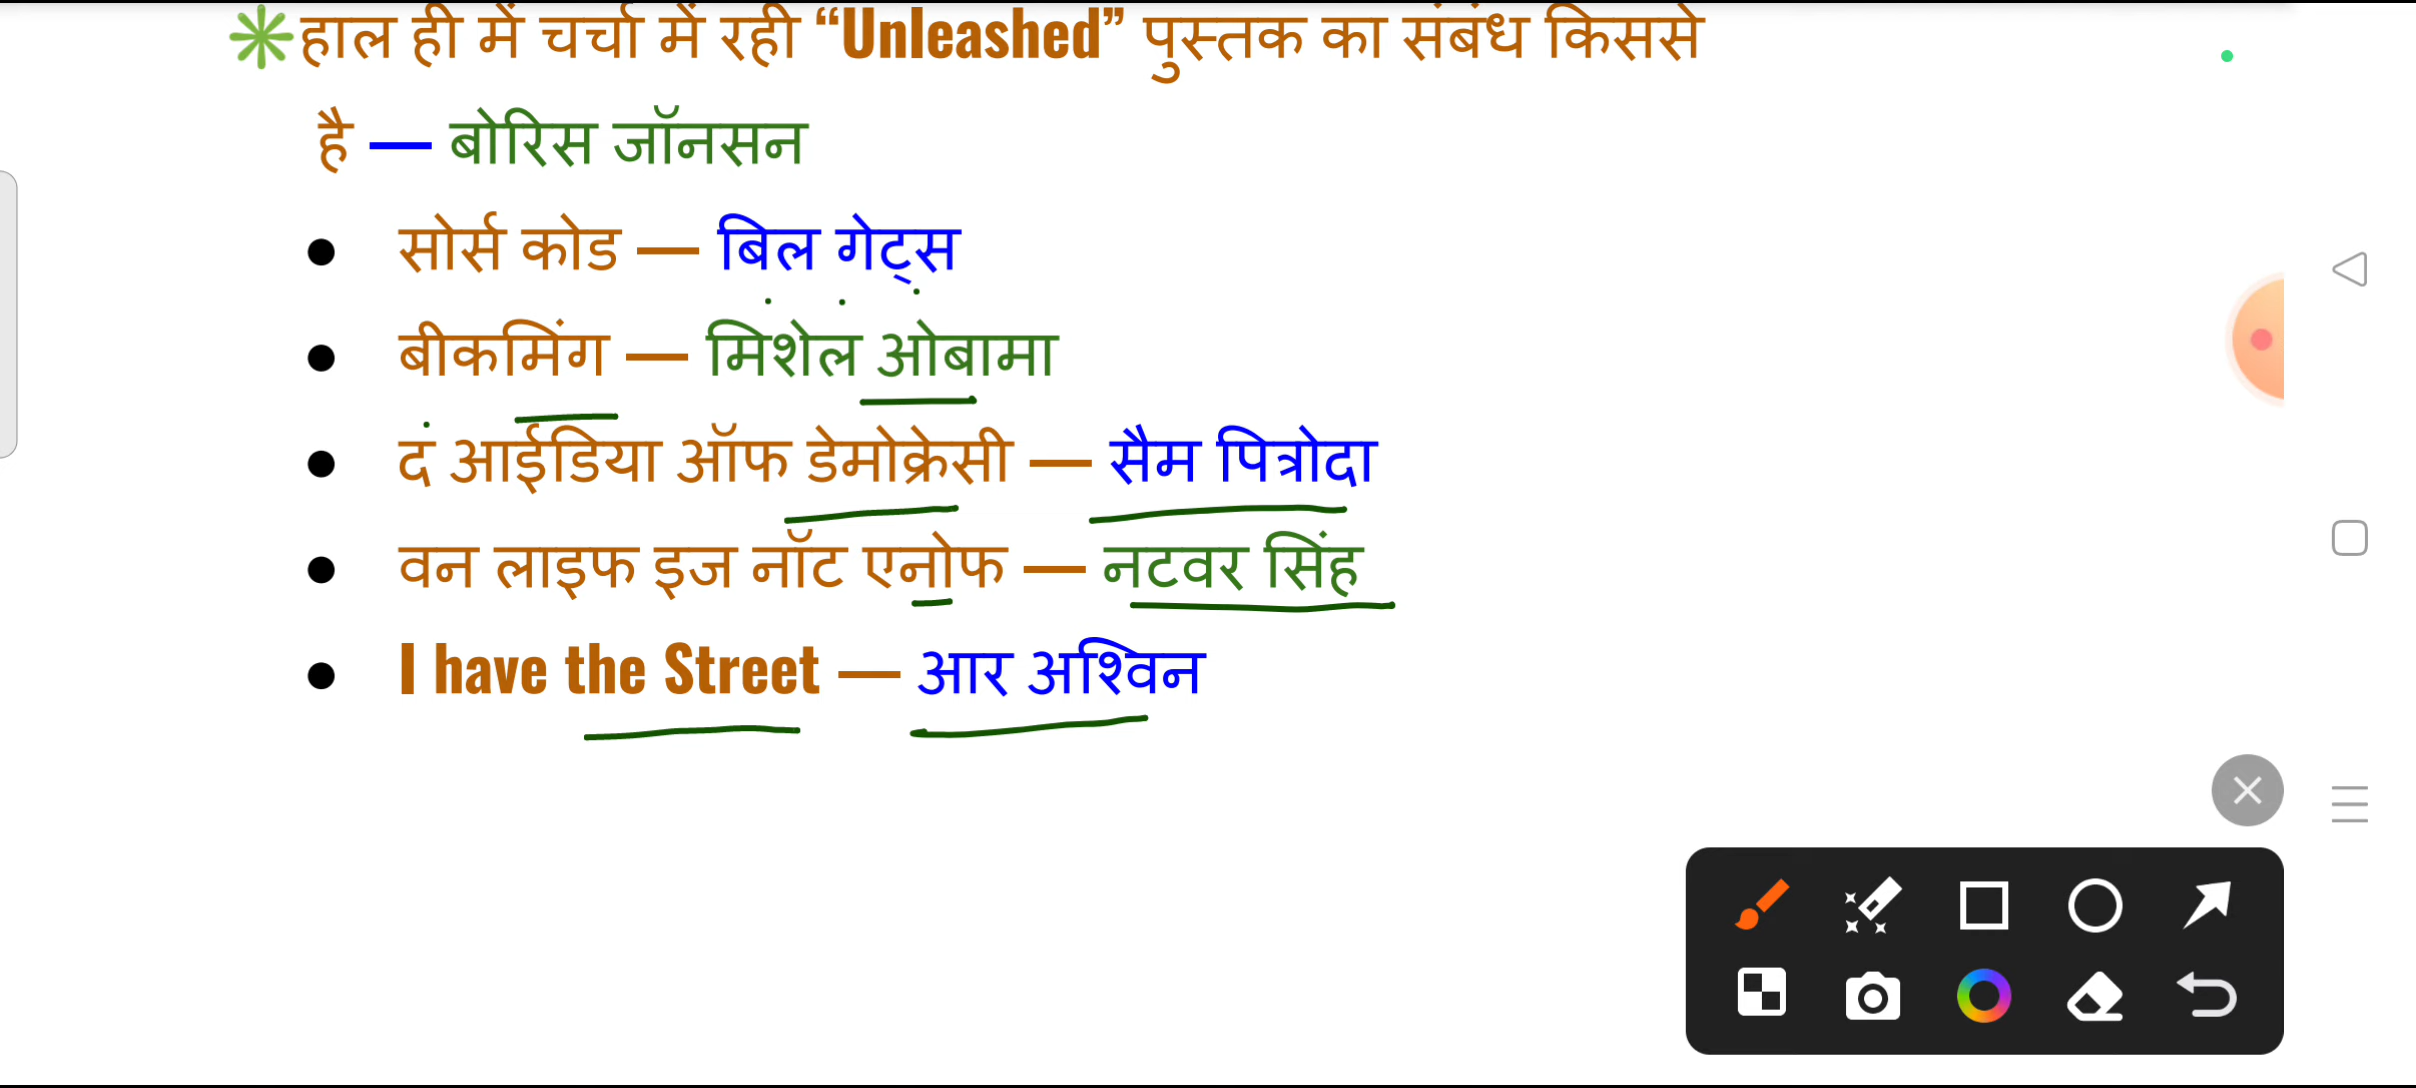 हाल ही में चर्चा में रही “Unleashed” पुस्तक का संबंध किससे
है — बोरिस जॉनसन
● सोर्स कोड — बिल गेट्स
● बीकमिंग — मिशेल ओबामा
● द आईडिया ऑफ डेमोक्रेसी — सैम पित्रोदा
● वन लाइफ इज नॉट एनोफ — नटवर सिंह
● I have the Street — आर अश्विन